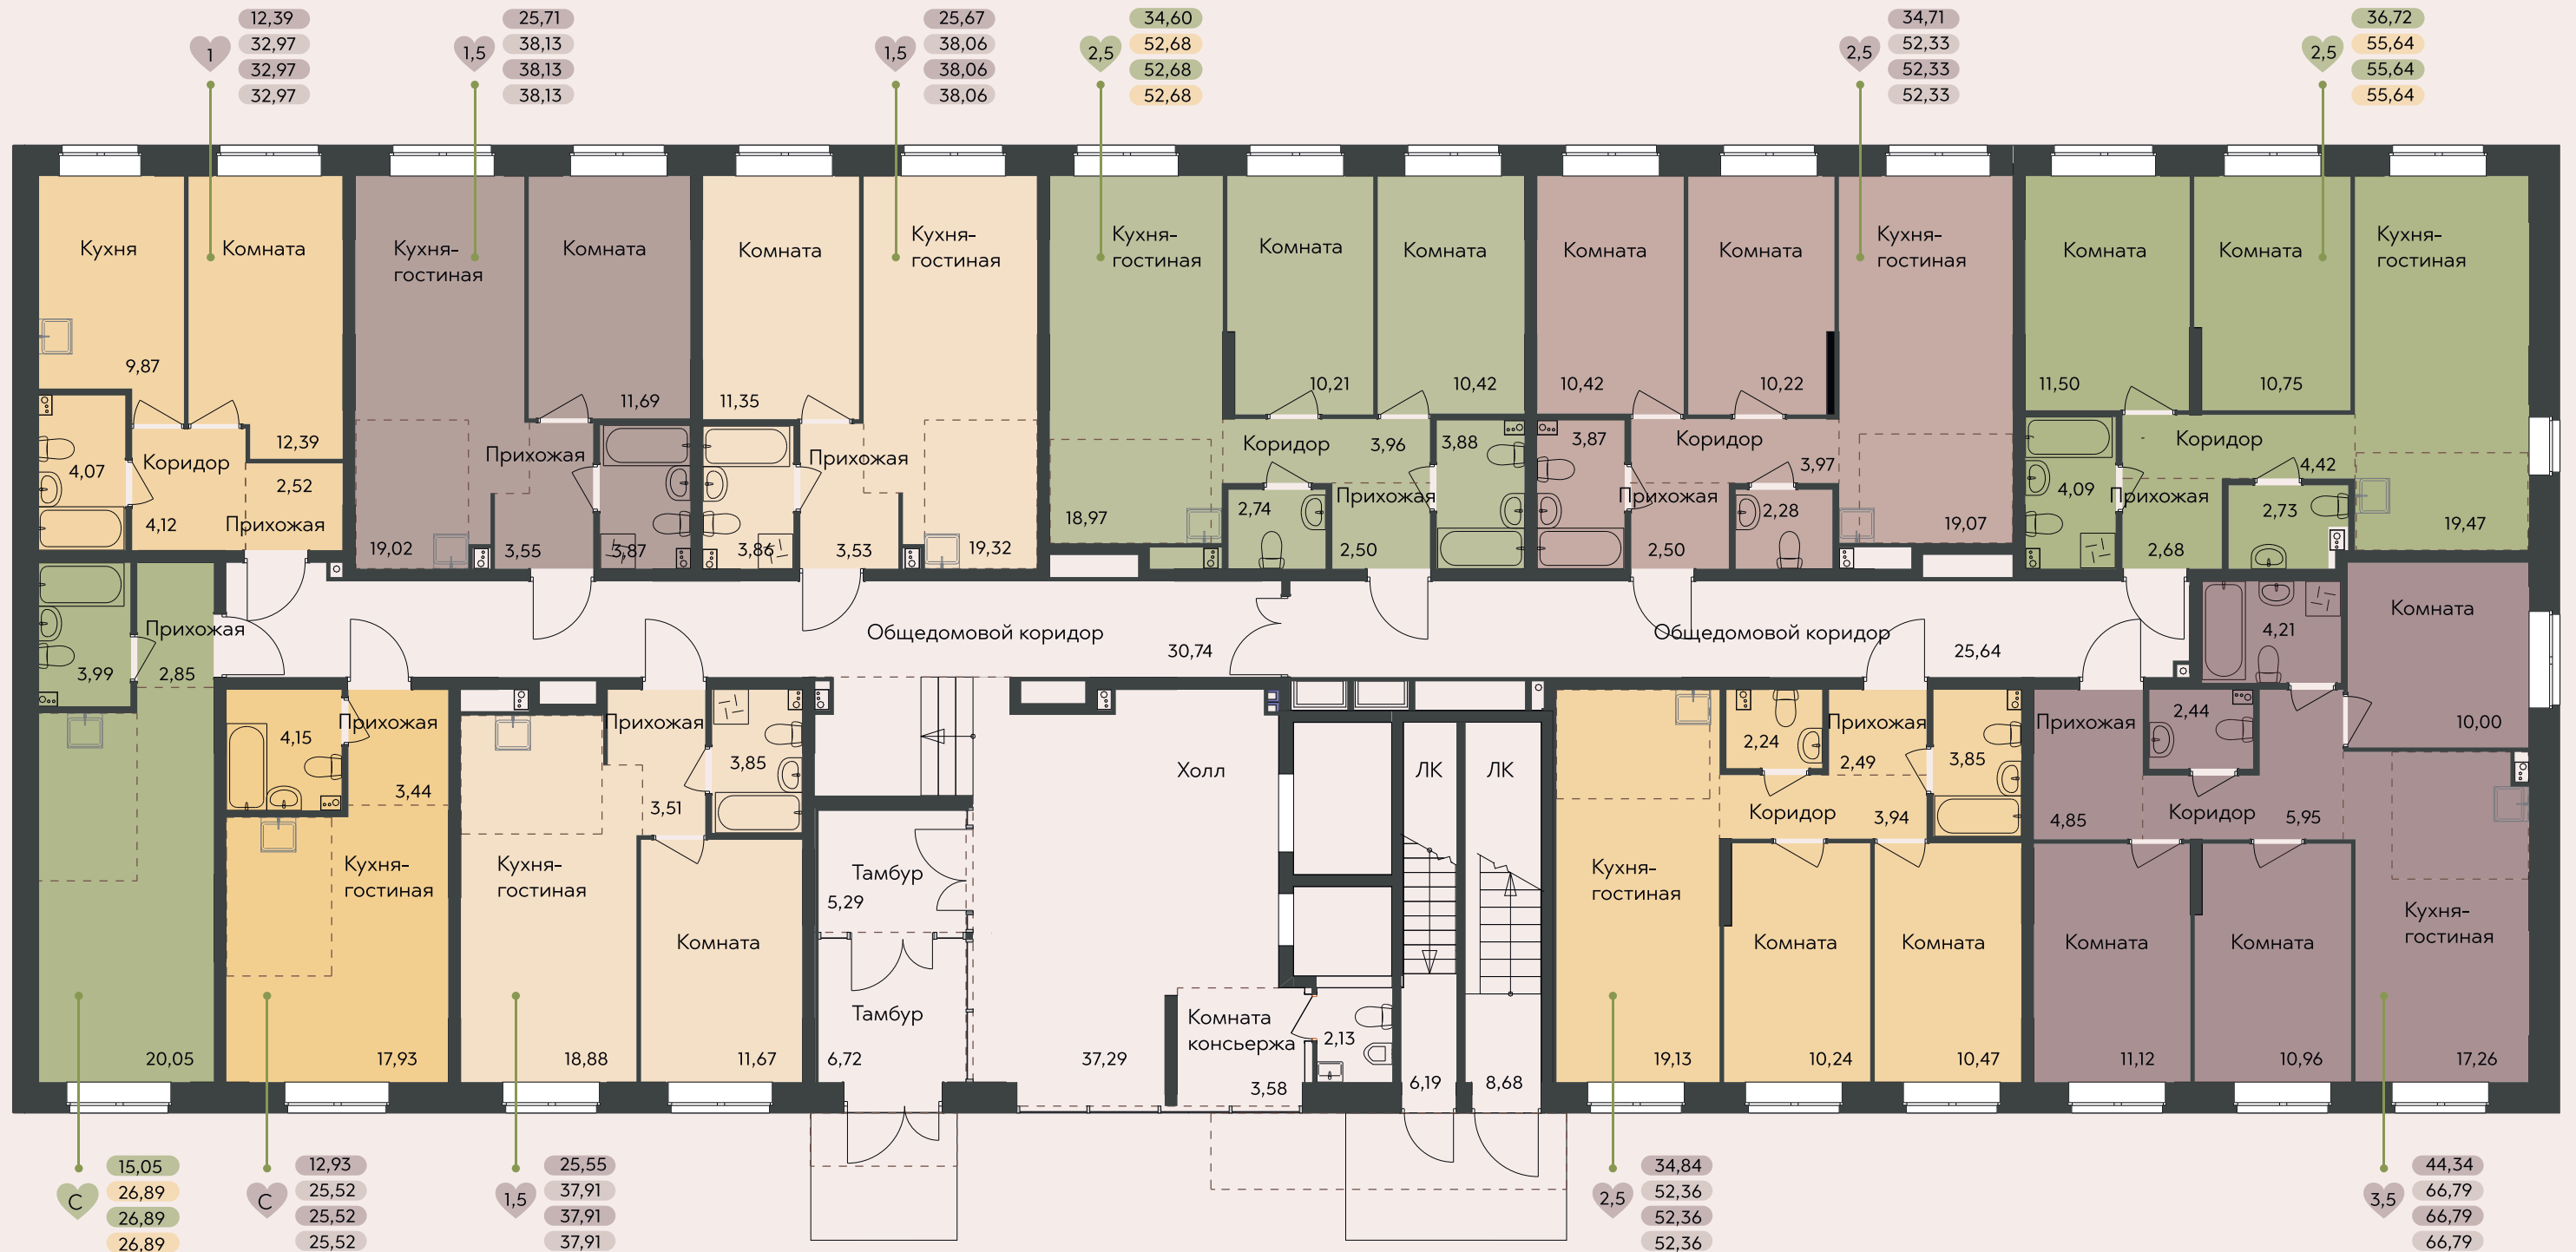 1
12,39
32,97
32,97
32,97
1,5
25,71
38,13
38,13
38,13
1,5
25,67
38,06
38,06
38,06
2,5
34,60
52,68
52,68
52,68
2,5
34,71
52,33
52,33
52,33
2,5
36,72
55,64
55,64
55,64
Кухня
9,87
Комната
12,39
4,07
Коридор
4,12
2,52
Прихожая
Кухня-
гостиная
19,02
Комната
11,69
Прихожая
3,55
3,87
Комната
11,35
Кухня-
гостиная
19,32
Прихожая
3,86
3,53
Кухня-
гостиная
18,97
Комната
10,21
Комната
10,42
Коридор
3,96
3,88
2,74
Прихожая
2,50
Комната
10,42
Комната
10,22
Кухня-
гостиная
19,07
3,87
Коридор
3,97
Прихожая
2,50
2,28
Комната
11,50
Комната
10,75
Кухня-
гостиная
19,47
Коридор
4,42
4,09
Прихожая
2,68
2,73
Прихожая
3,99
2,85
20,05
Общедомовой коридор
30,74
Общедомовой коридор
25,64
4,21
Комната
10,00
4,15
Прихожая
3,44
Кухня-
гостиная
17,93
Прихожая
3,85
3,51
Кухня-
гостиная
18,88
Комната
11,67
Холл
37,29
Тамбур
5,29
Тамбур
6,72
Комната
консьержа
3,58
2,13
ЛК
6,19
ЛК
8,68
2,24
Прихожая
2,49
3,85
Коридор
3,94
Кухня-
гостиная
19,13
Комната
10,24
Комната
10,47
Прихожая
2,44
4,85
Коридор
5,95
Комната
11,12
Комната
10,96
Кухня-
гостиная
17,26
С
15,05
26,89
26,89
26,89
С
12,93
25,52
25,52
25,52
1,5
25,55
37,91
37,91
37,91
2,5
34,84
52,36
52,36
52,36
3,5
44,34
66,79
66,79
66,79